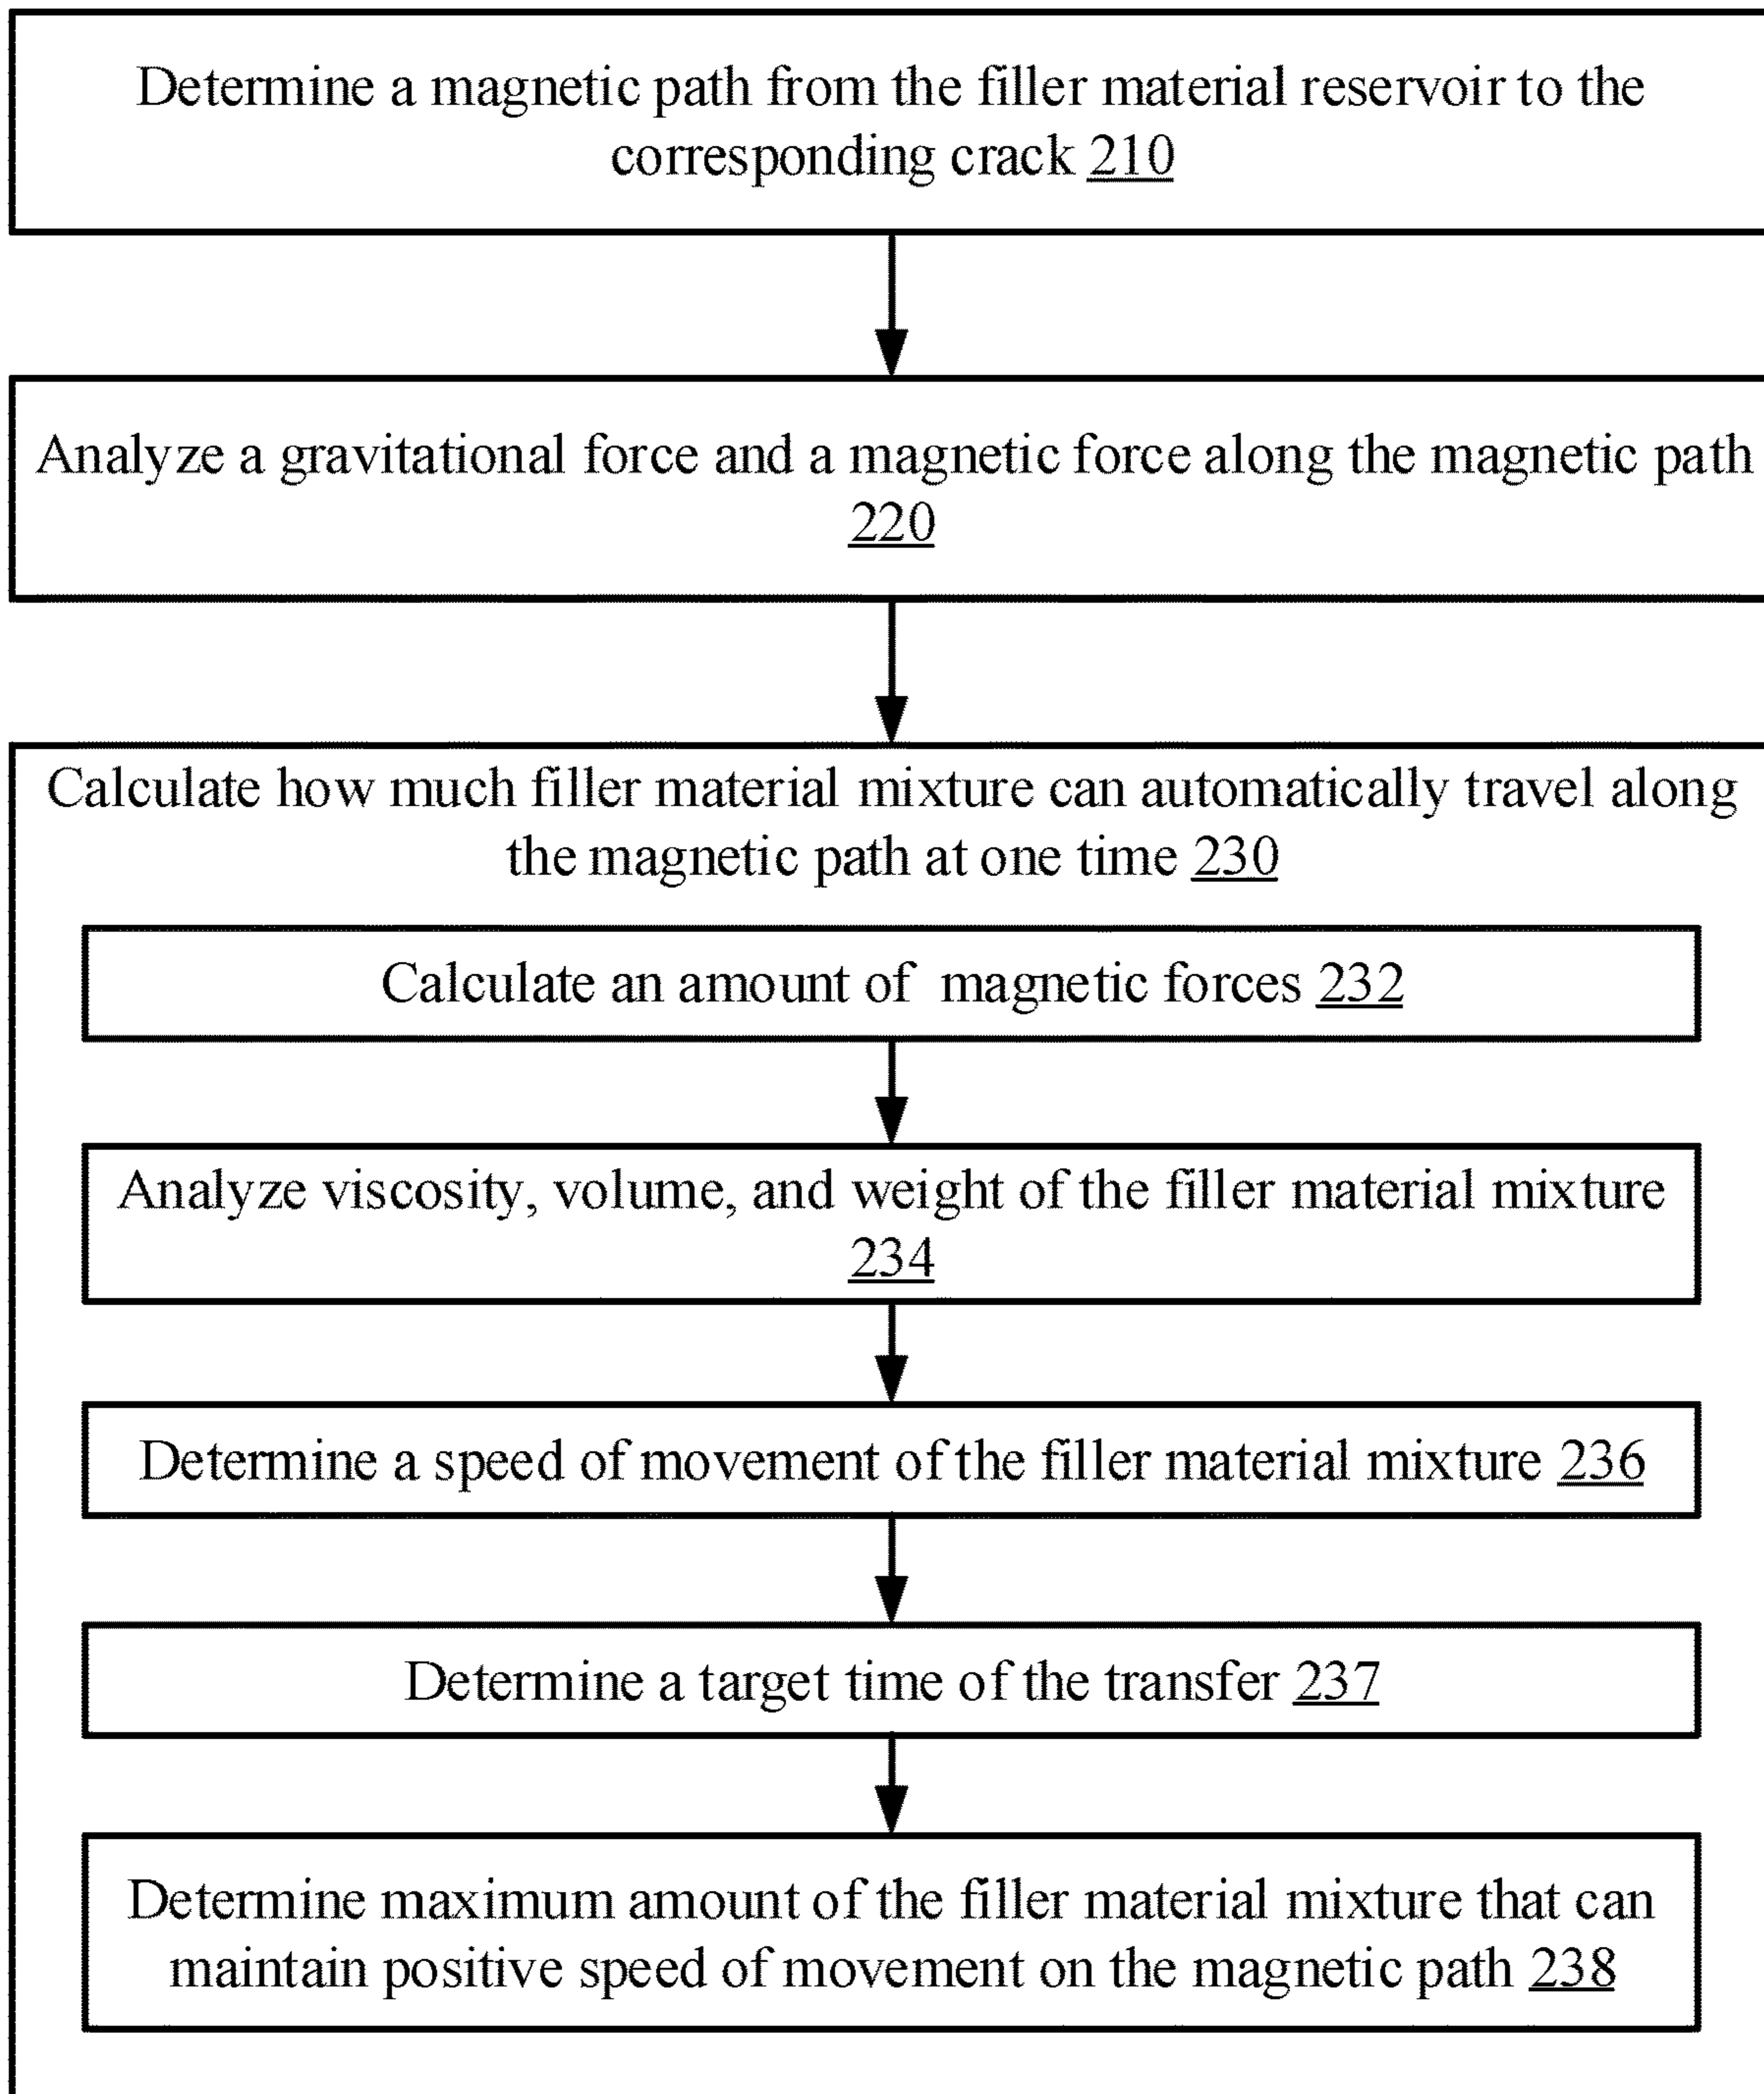 Determine a magnetic path from the filler material reservoir to the
corresponding crack 210
Analyze a gravitational force and a magnetic force along the magnetic path
220
Calculate how much filler material mixture can automatically travel along
the magnetic path at one time 230
Calculate an amount of magnetic forces 232
Analyze viscosity, volume, and weight of the filler material mixture
234
Determine a speed of movement of the filler material mixture 236
Determine a target time of the transfer 237
Determine maximum amount of the filler material mixture that can
maintain positive speed of movement on the magnetic path 238